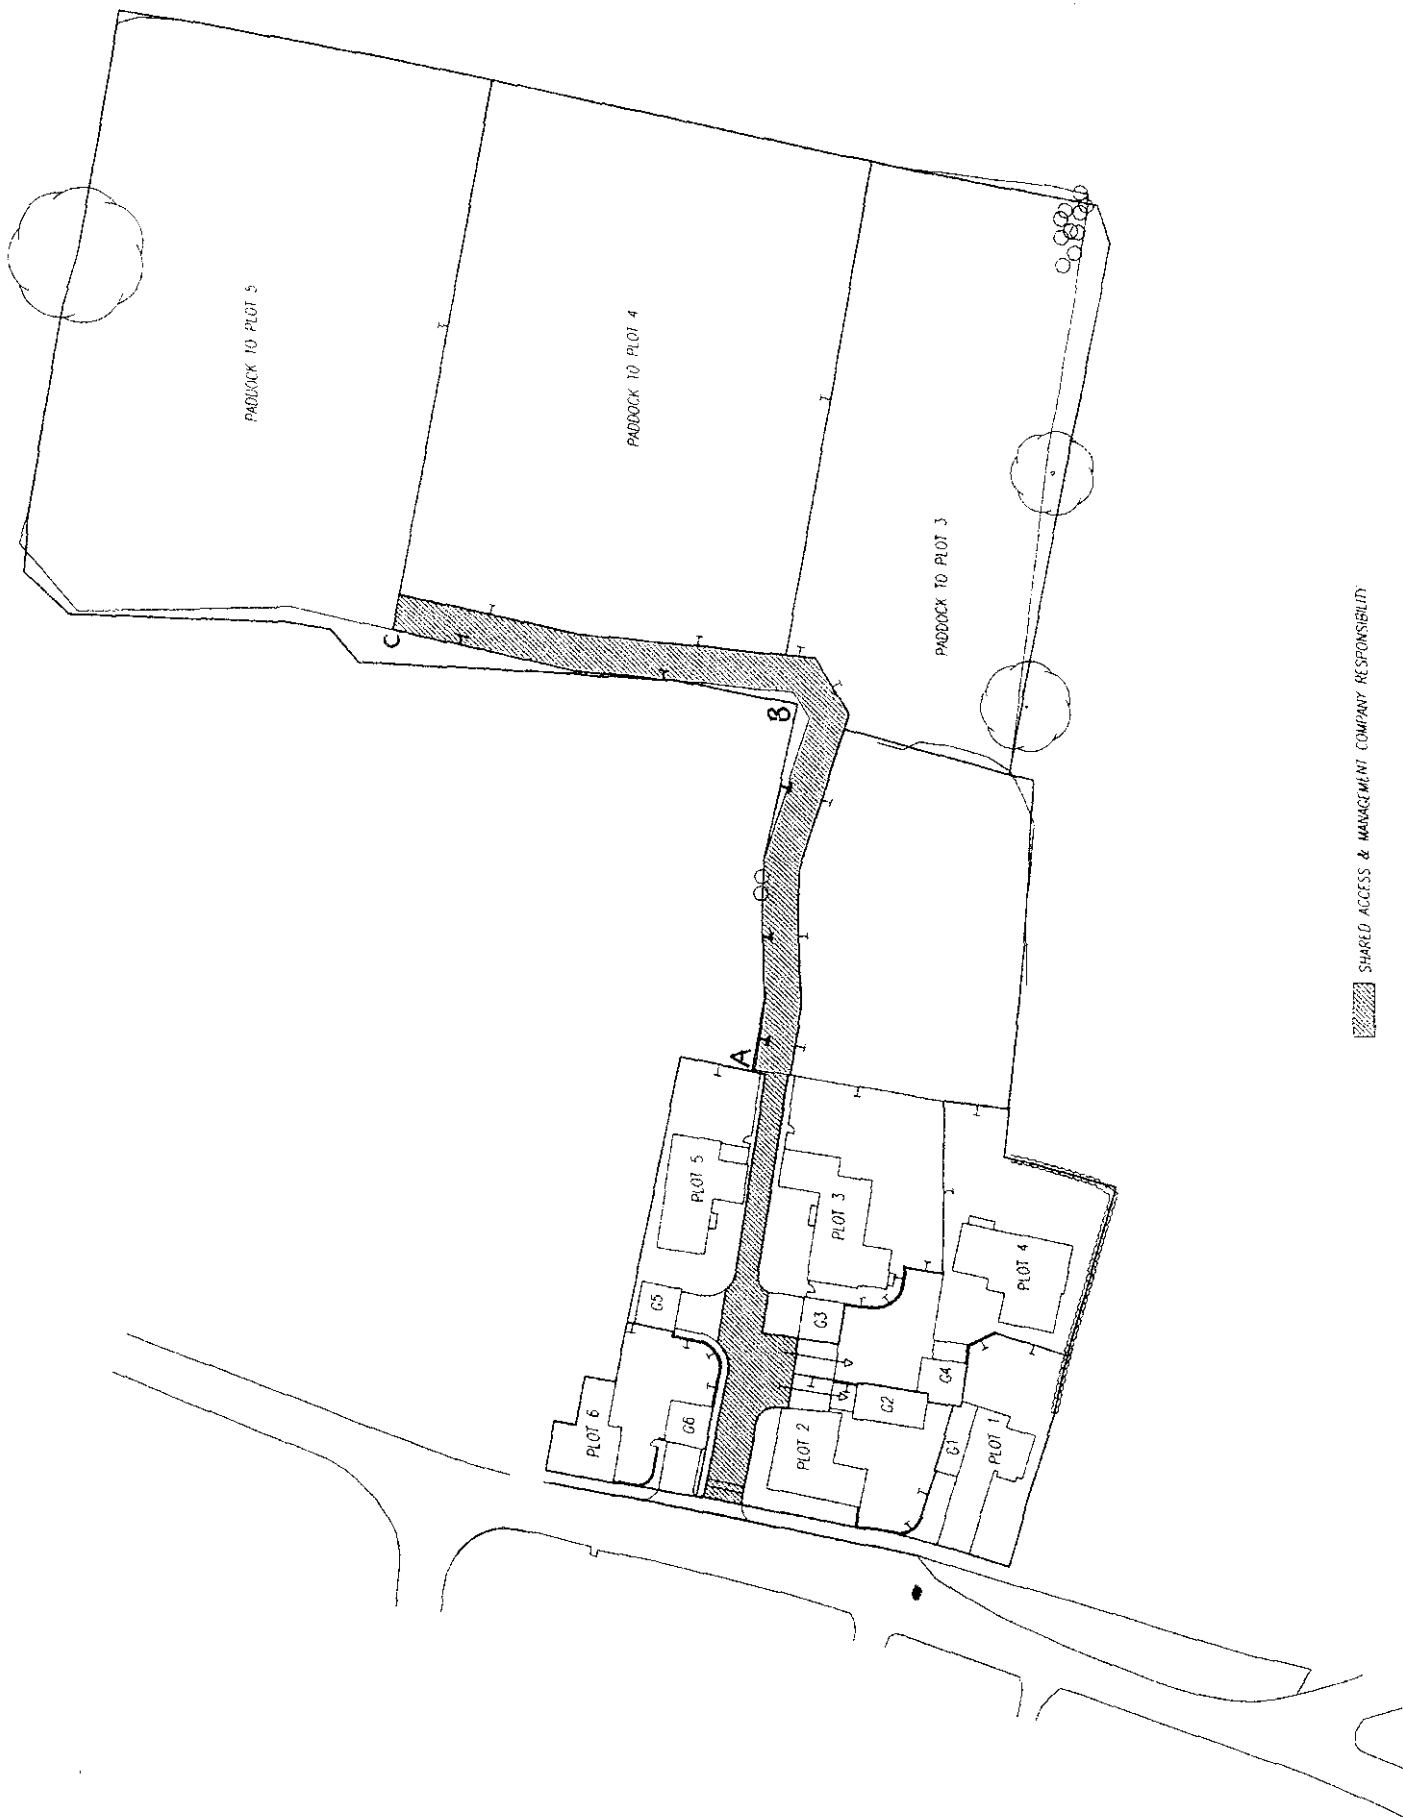 PADDOCK TO PLOT 5
PADDOCK TO PLOT 4
PADDOCK TO PLOT 3
C
B
A
PLOT 5
PLOT 3
PLOT 4
G5
G3
G4
PLOT 6
G6
PLOT 2
G2
G1
PLOT 1
SHARED ACCESS & MANAGEMENT COMPANY RESPONSIBILITY